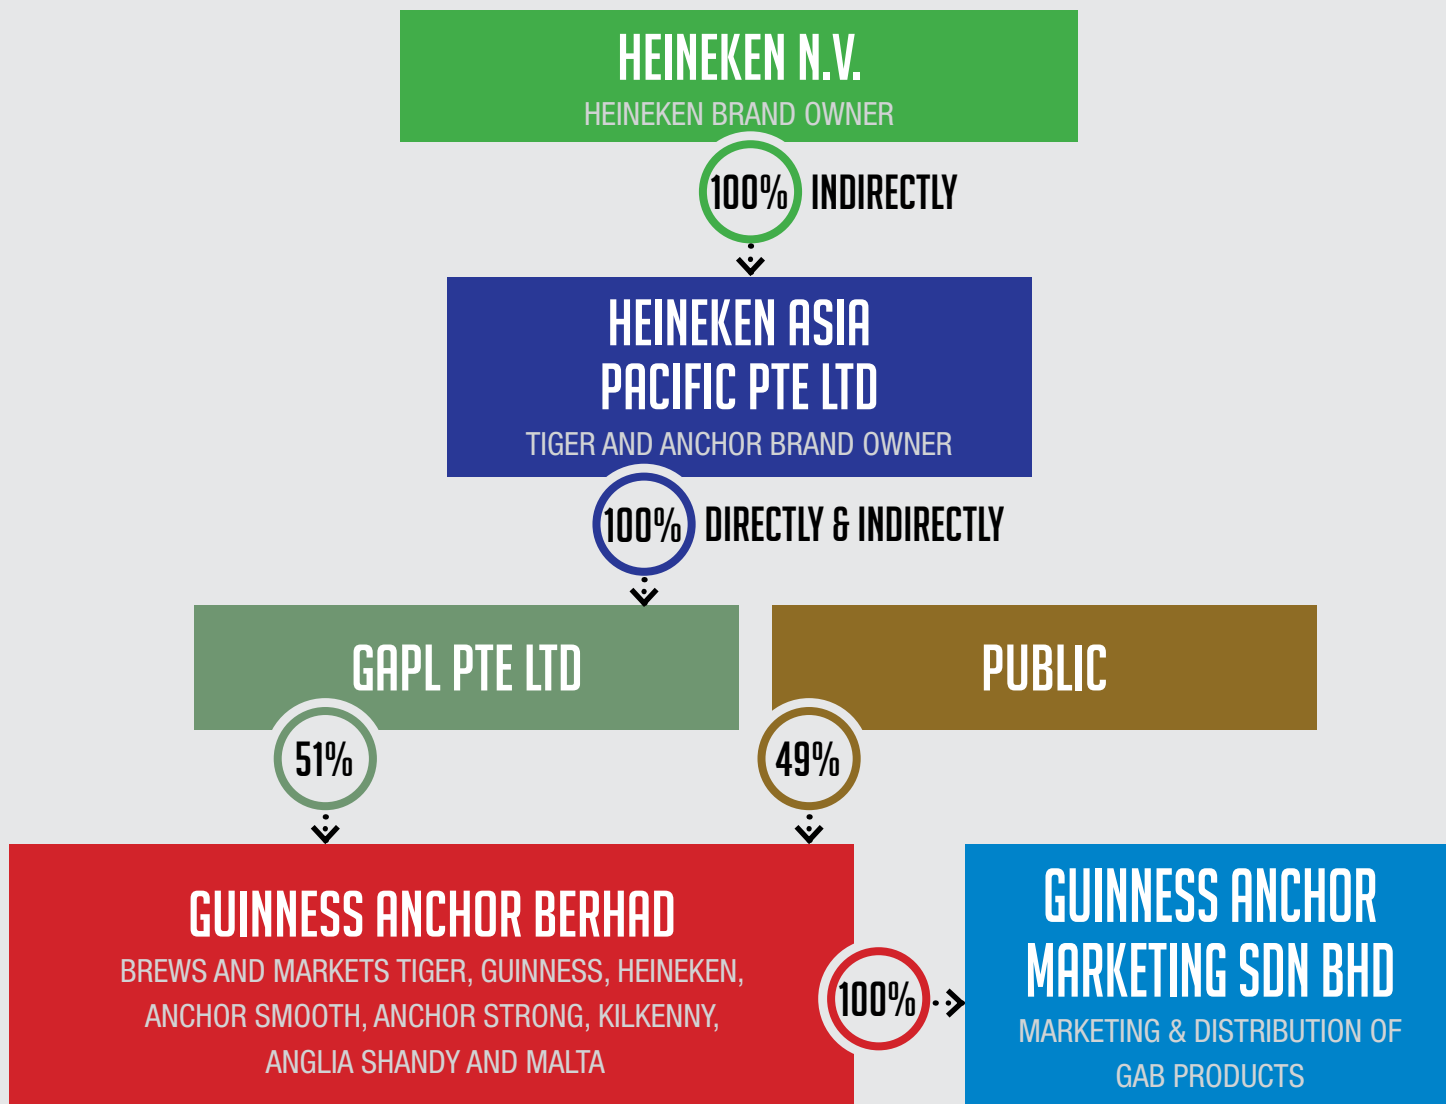 HEINEKEN N.V.
HEINEKEN BRAND OWNER
100% INDIRECTLY
HEINEKEN ASIA
PACIFIC PTE LTD
TIGER AND ANCHOR BRAND OWNER
100% DIRECTLY & INDIRECTLY
GAPL PTE LTD
PUBLIC
51%
49%
GUINNESS ANCHOR BERHAD
BREWS AND MARKETS TIGER, GUINNESS, HEINEKEN,
ANCHOR SMOOTH, ANCHOR STRONG, KILKENNY,
ANGLIA SHANDY AND MALTA
100%
GUINNESS ANCHOR
MARKETING SDN BHD
MARKETING & DISTRIBUTION OF
GAB PRODUCTS